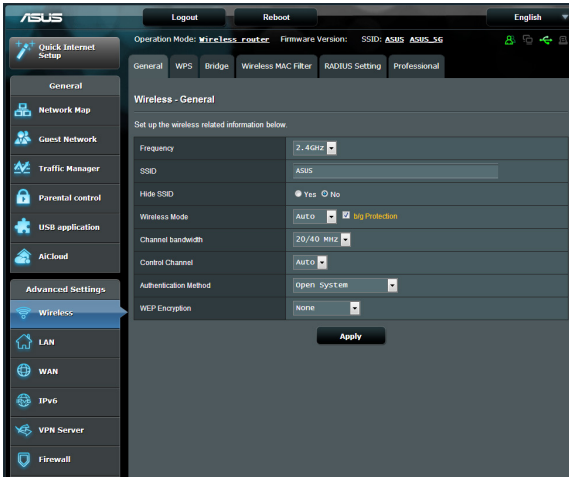 ASUS
Logout
Reboot
English
Quick Internet Setup
Operation Mode: Wireless router Firmware Version: SSID: ASUS ASUS_5G
General WPS Bridge Wireless MAC Filter RADIUS Setting Professional
General
Network Map
Guest Network
Traffic Manager
Parental control
USB application
AiCloud
Advanced Settings
Wireless
LAN
WAN
IPv6
VPN Server
Firewall
Wireless - General
Set up the wireless related information below.
Frequency 2.4GHz
SSID ASUS
Hide SSID Yes No
Wireless Mode Auto b/g Protection
Channel bandwidth 20/40 MHz
Control Channel Auto
Authentication Method Open System
WEP Encryption None
Apply